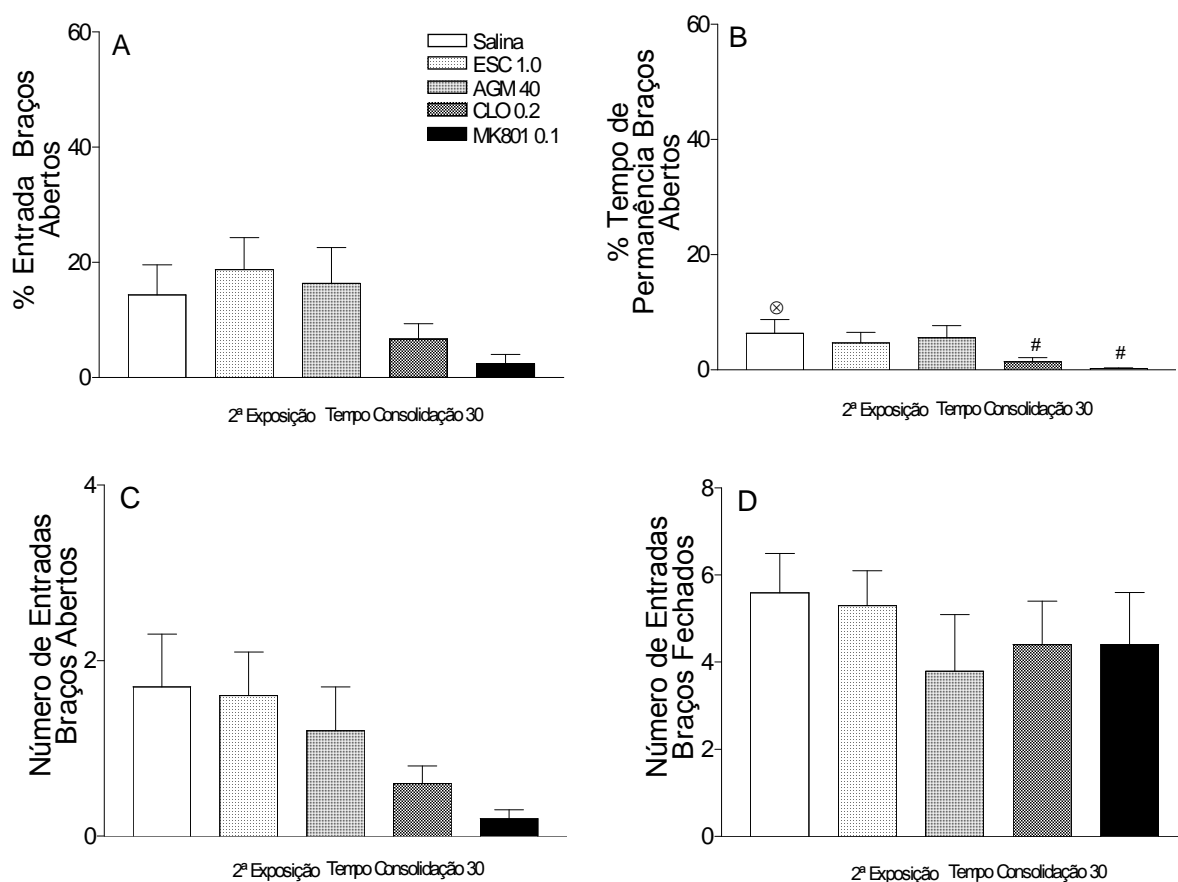 A
% Entrada Braços
Abertos
60
40
20
0
Salina
ESC 1.0
AGM 40
CLO 0.2
MK801 0.1
2ª Exposição Tempo Consolidação 30
B
% Tempo de
Permanência Braços
Abertos
60
40
20
0
⊗
#
#
2ª Exposição Tempo Consolidação 30
C
Número de Entradas
Braços Abertos
4
2
0
2ª Exposição Tempo Consolidação 30
D
Número de Entradas
Braços Fechados
8
6
4
2
0
2ª Exposição Tempo Consolidação 30